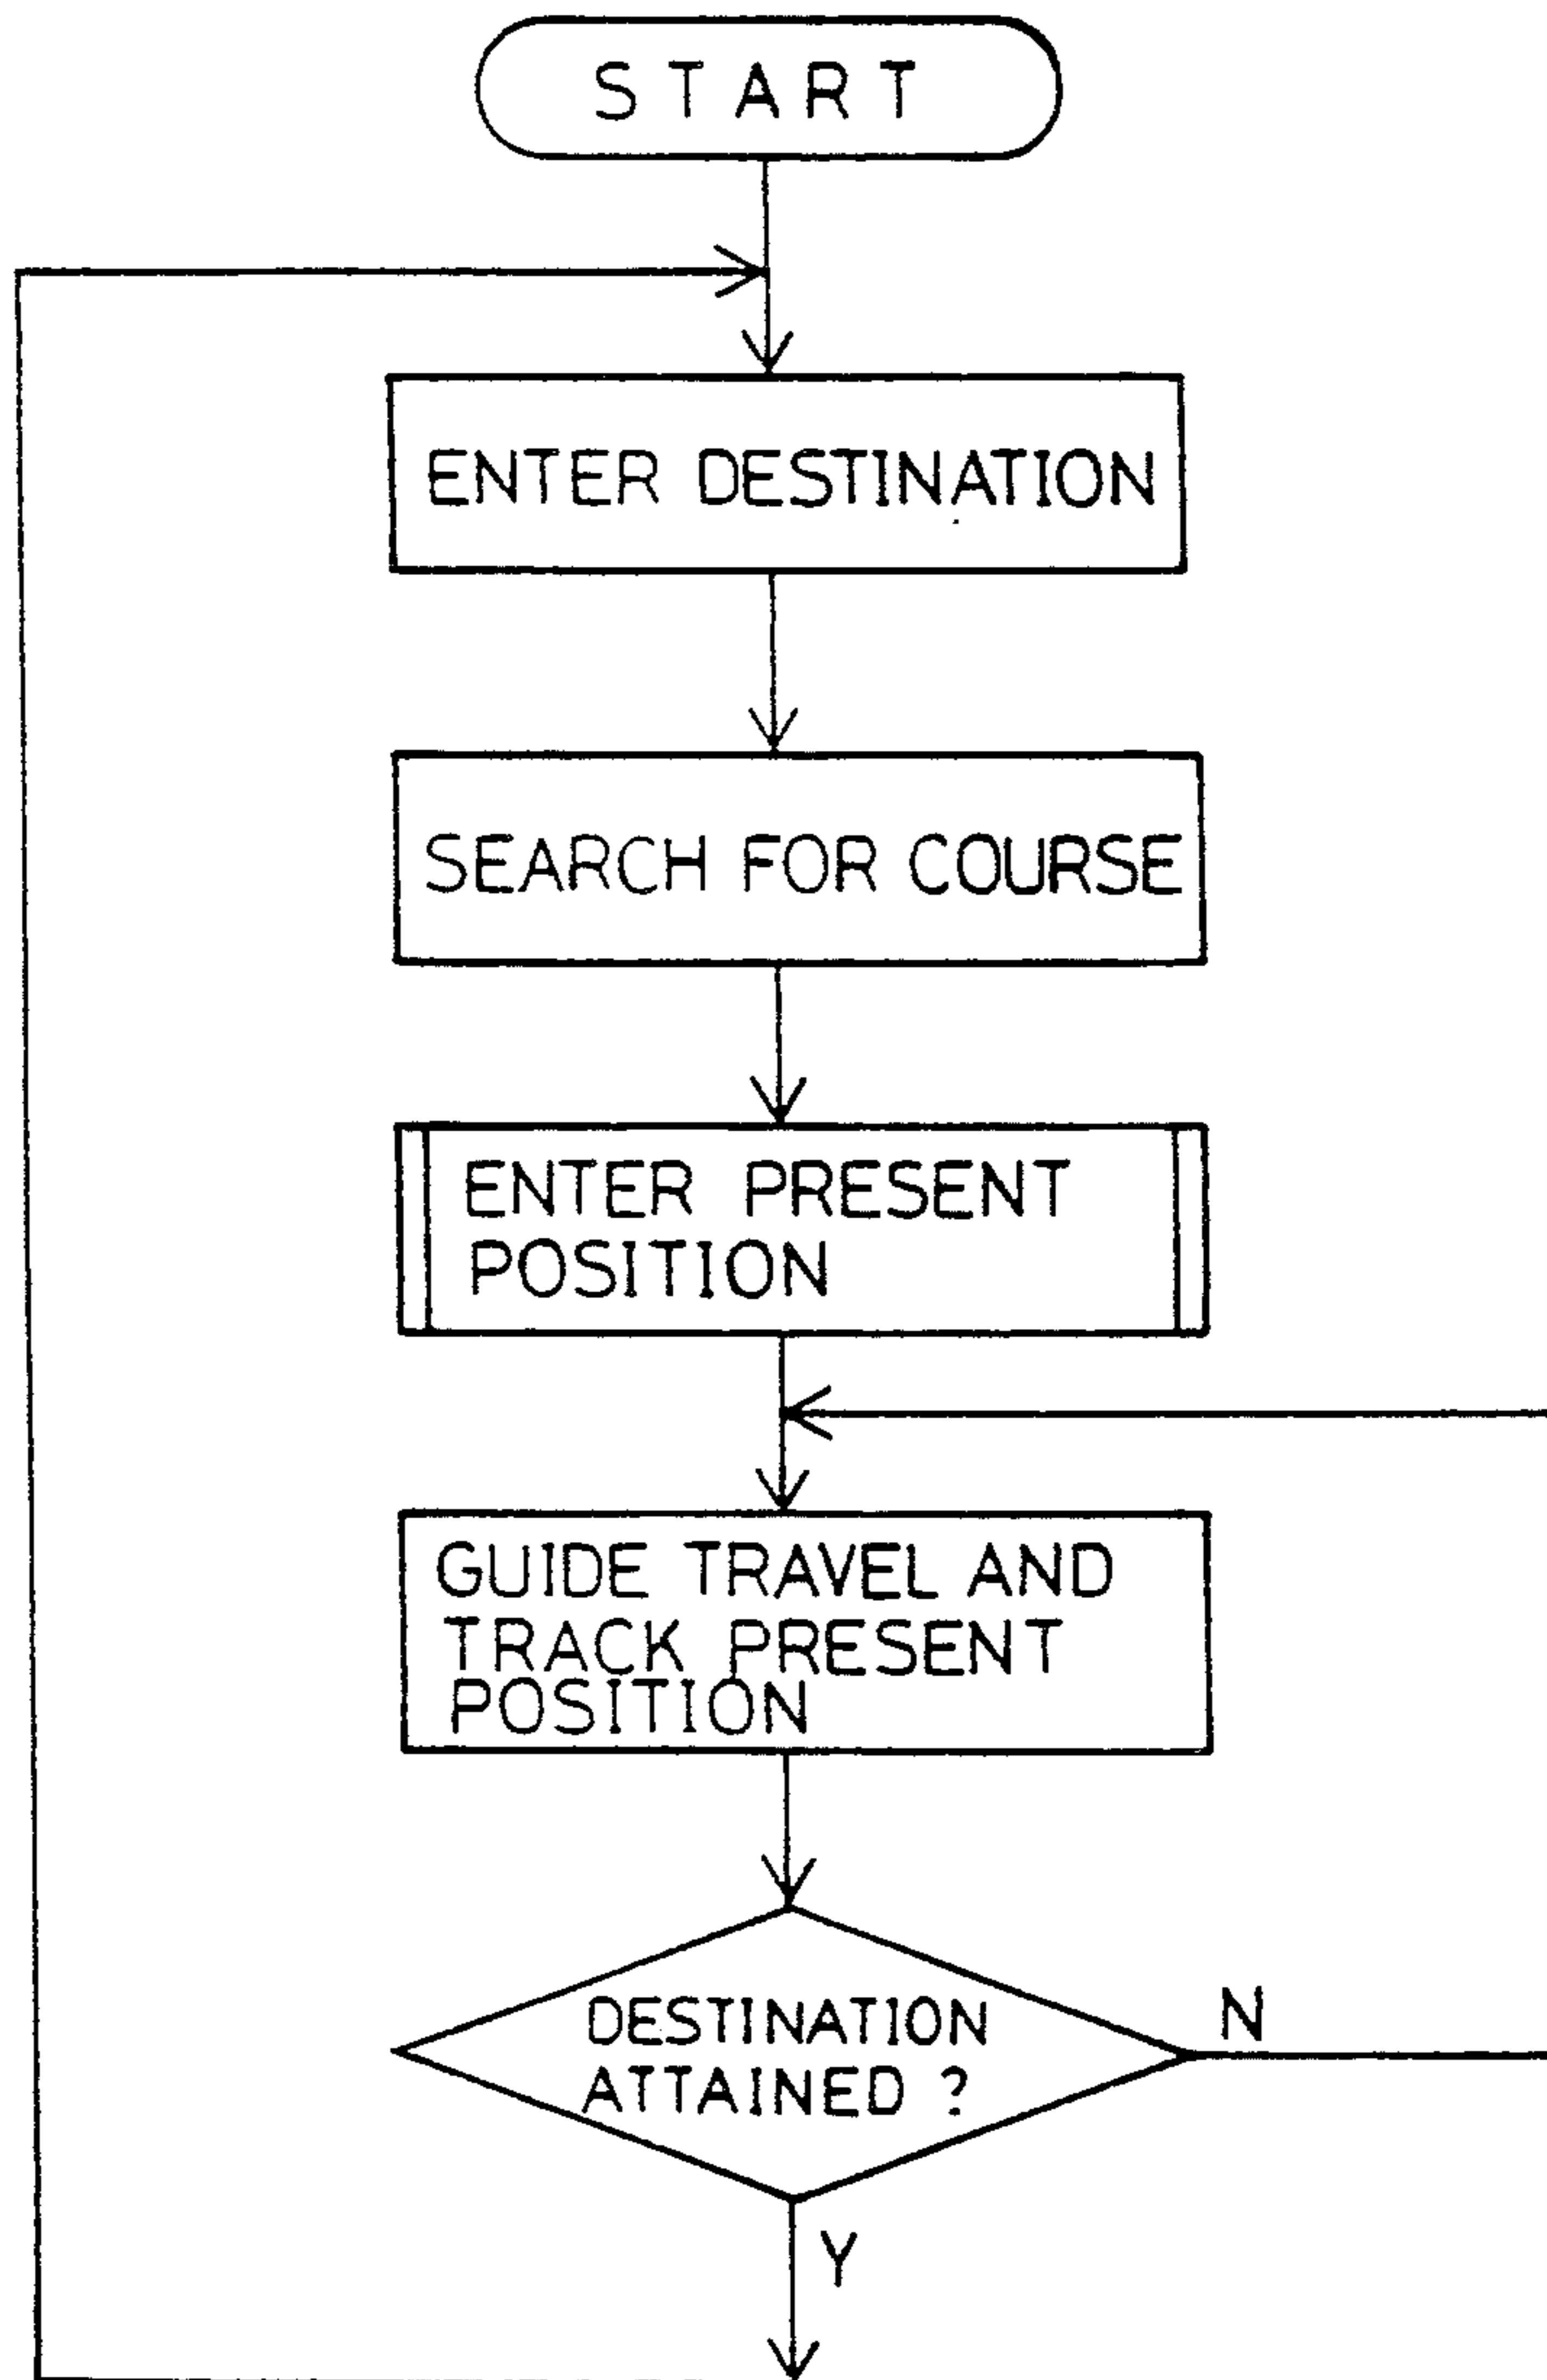 START
ENTER DESTINATION
SEARCH FOR COURSE
ENTER PRESENT
POSITION
GUIDE TRAVEL AND
TRACK PRESENT
POSITION
DESTINATION
ATTAINED ?
N
Y